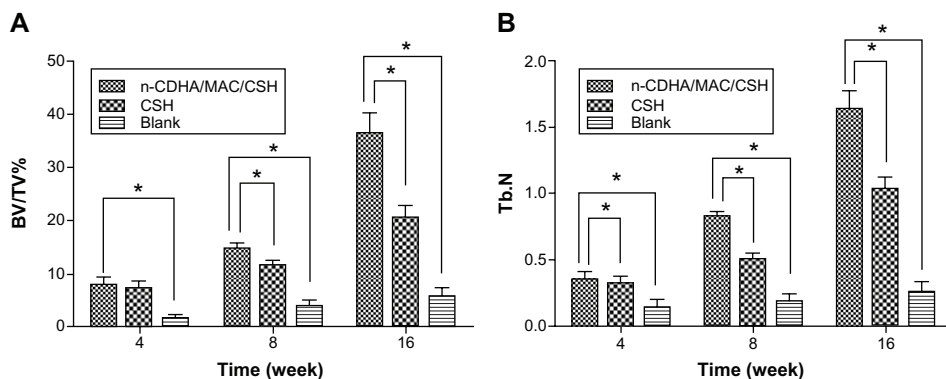 A
BV/TV%
50
40
30
20
10
0
n-CDHA/MAC/CSH
CSH
Blank
*
*
*
*
*
4
8
16
Time (week)
B
Tb.N
2.0
1.5
1.0
0.5
0.0
n-CDHA/MAC/CSH
CSH
Blank
*
*
*
*
*
*
4
8
16
Time (week)